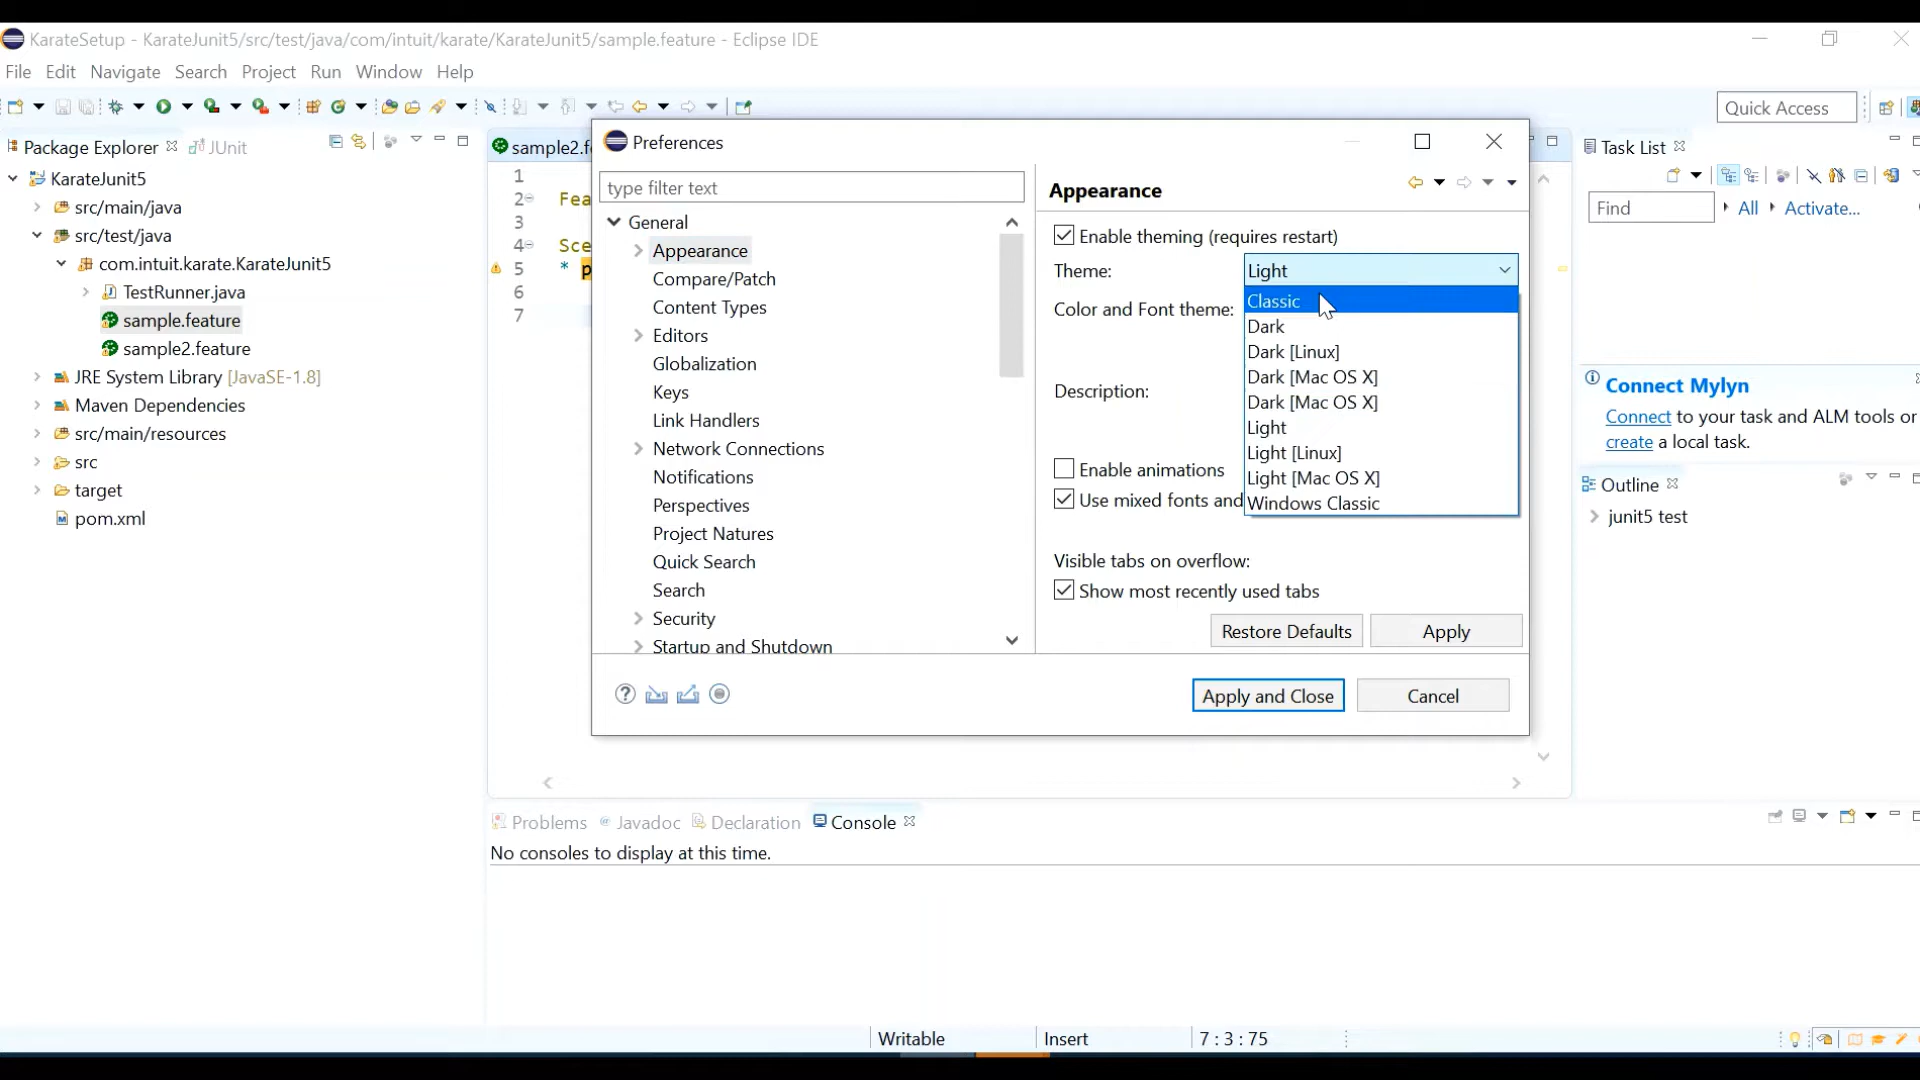 KarateSetup - KarateJunit5/src/test/java/com/intuit/karate/KarateJunit5/sample.feature - Eclipse IDE
File Edit Navigate Search Project Run Window Help
Quick Access
Package Explorer
JUnit
KarateJunit5
src/main/java
src/test/java
com.intuit.karate.KarateJunit5
TestRunner.java
sample.feature
sample2.feature
JRE System Library [JavaSE-1.8]
Maven Dependencies
src/main/resources
src
target
pom.xml
sample2.f
1
2 Fea
3
4 Sce
5 * p
6
7
Preferences
type filter text
General
Appearance
Compare/Patch
Content Types
Editors
Globalization
Keys
Link Handlers
Network Connections
Notifications
Perspectives
Project Natures
Quick Search
Search
Security
Startup and Shutdown
Appearance
Enable theming (requires restart)
Theme: Light
Color and Font theme:
Description:
Classic
Dark
Dark [Linux]
Dark [Mac OS X]
Dark [Mac OS X]
Light
Light [Linux]
Light [Mac OS X]
Windows Classic
Enable animations
Use mixed fonts and
Visible tabs on overflow:
Show most recently used tabs
Restore Defaults Apply
Apply and Close Cancel
Task List
Find All Activate...
Connect Mylyn
Connect to your task and ALM tools or
create a local task.
Outline
junit5 test
Problems Javadoc Declaration Console
No consoles to display at this time.
Writable Insert 7 : 3 : 75